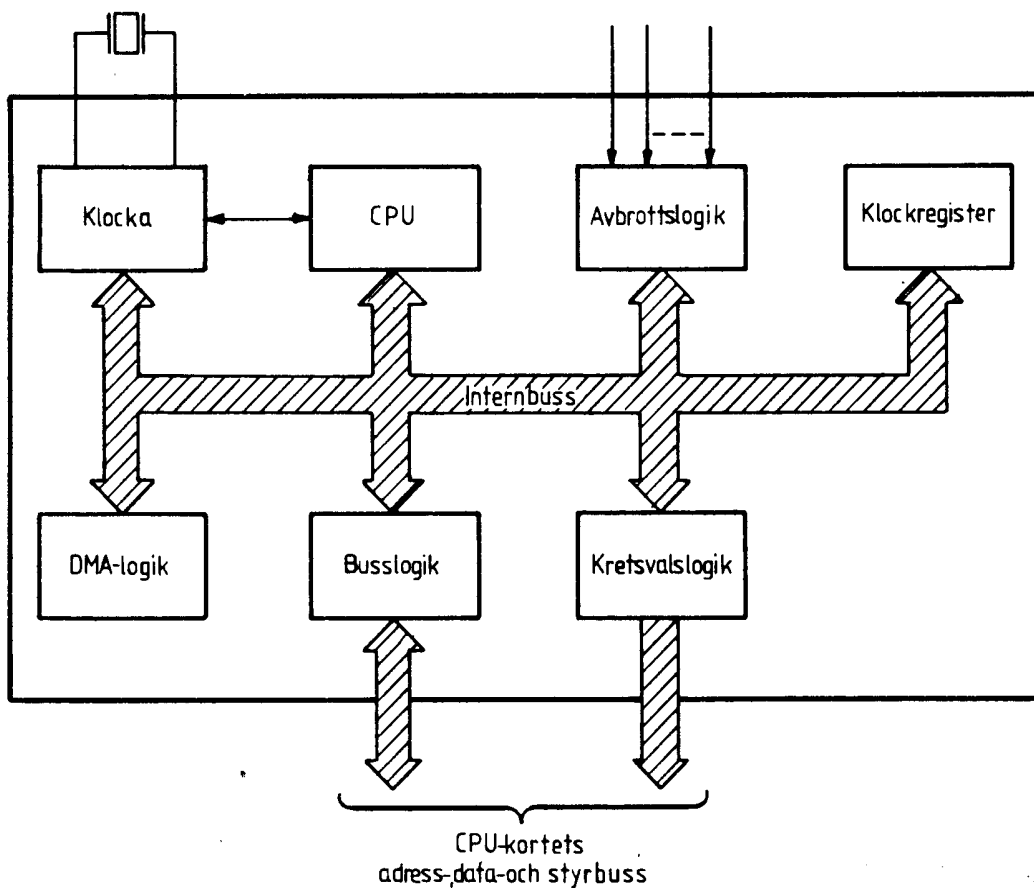 Klocka
CPU
Avbrottslogik
Klockregister
Internbuss
DMA-logik
Busslogik
Kretsvalslogik
CPU-kortets
adress-,data-och styrbuss